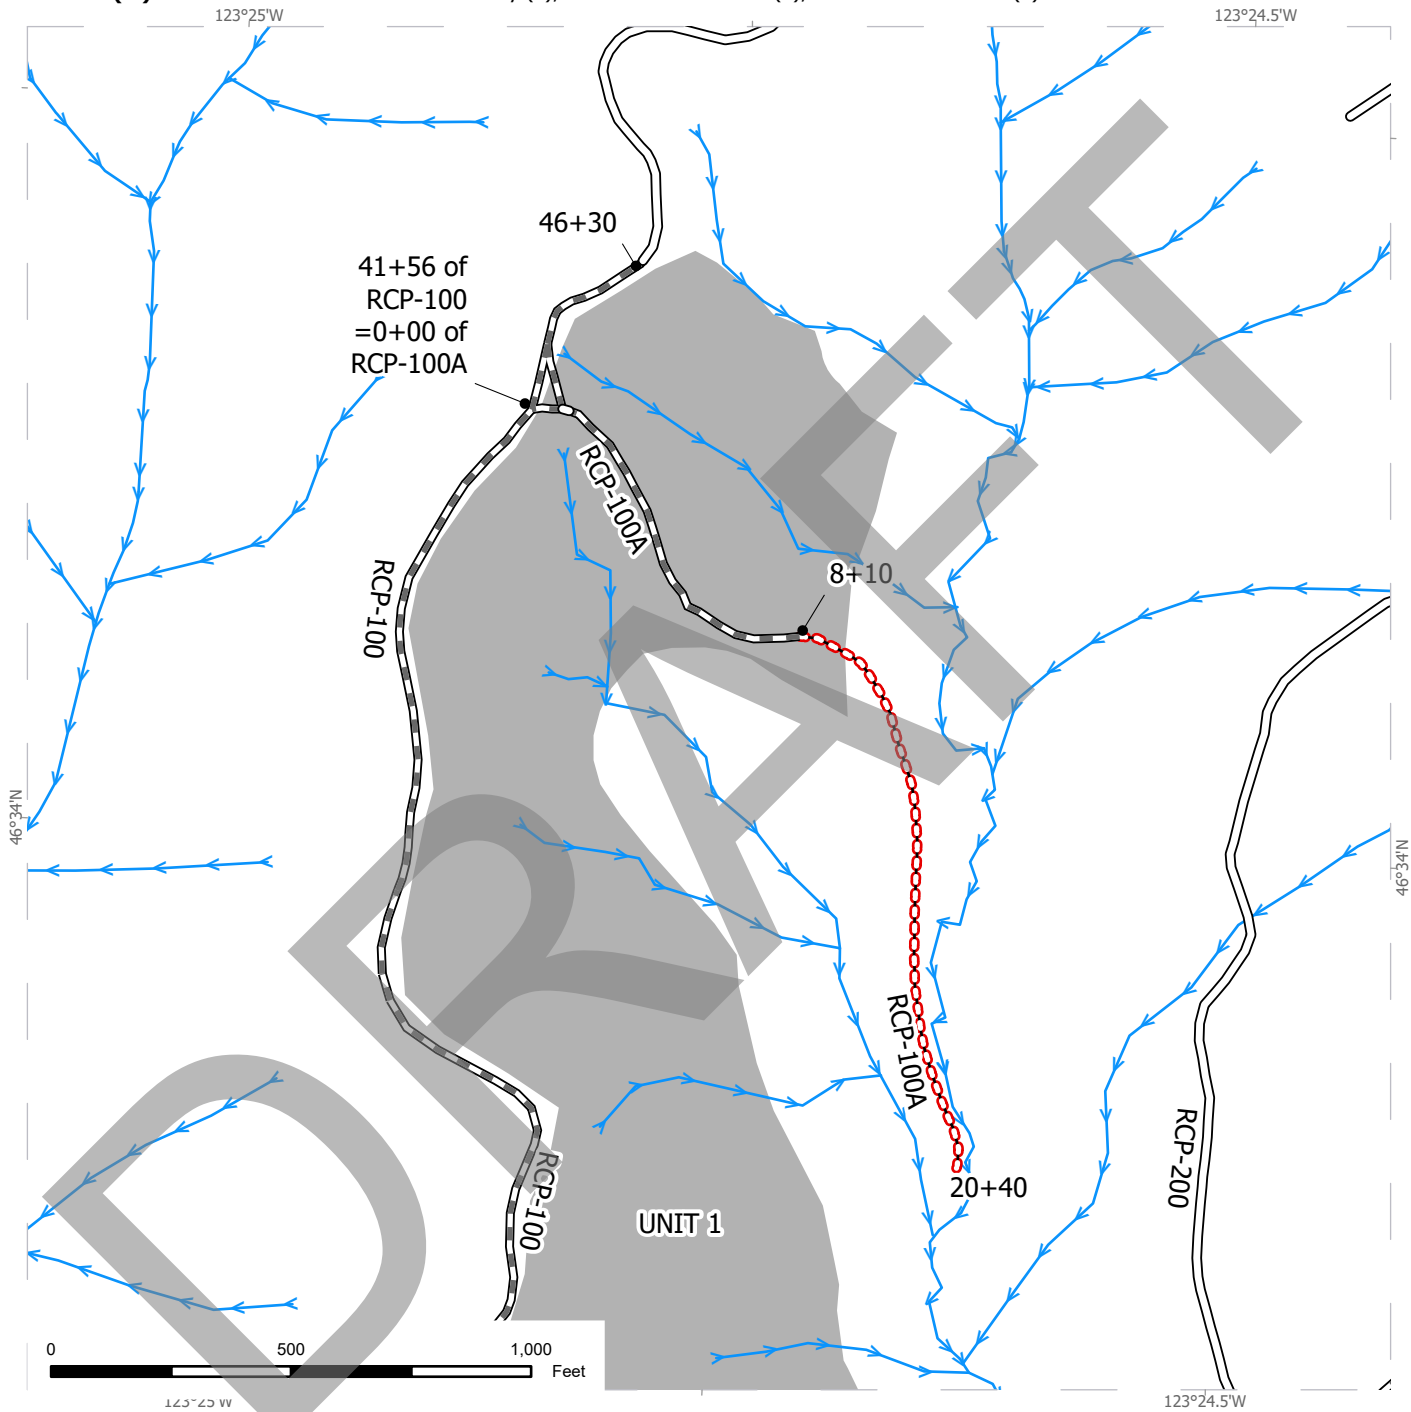 123°25'W
123°24.5'W
46+30
41+56 of
RCP-100
=0+00 of
RCP-100A
RCP-100A
8+10
RCP-100
46°34'N
46°34'N
RCP-100A
RCP-200
RCP-100
20+40
UNIT 1
DRAFT
0 500 1,000
Feet
123°25'W
123°24.5'W